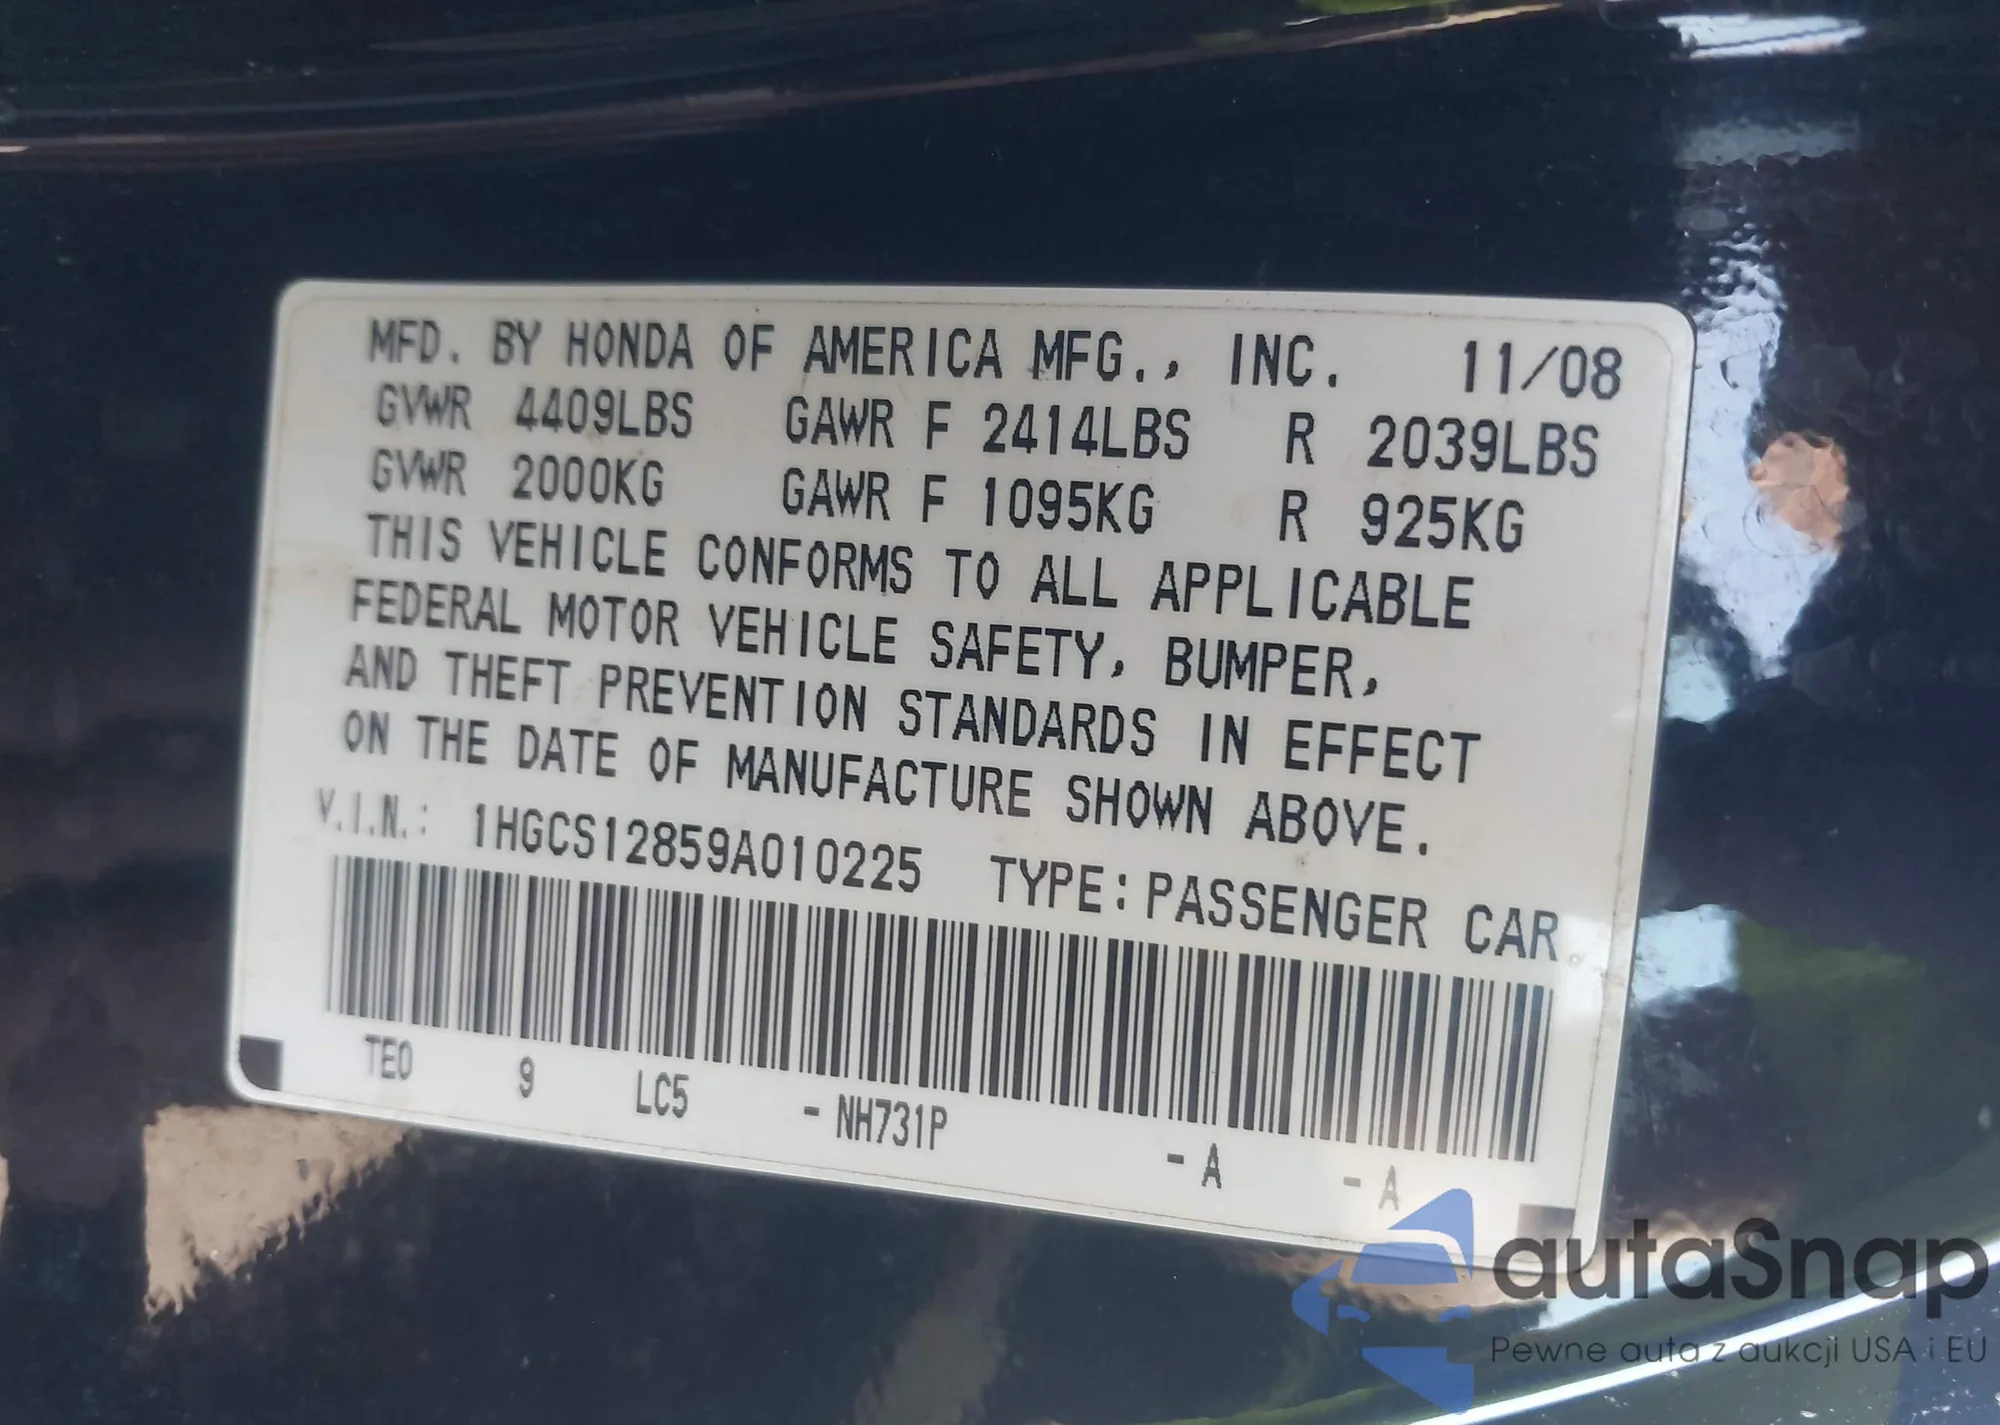 MFD. BY HONDA OF AMERICA MFG., INC. 11/08
GVWR 4409LBS GAWR F 2414LBS R 2039LBS
GVWR 2000KG GAWR F 1095KG R 925KG
THIS VEHICLE CONFORMS TO ALL APPLICABLE
FEDERAL MOTOR VEHICLE SAFETY, BUMPER,
AND THEFT PREVENTION STANDARDS IN EFFECT
ON THE DATE OF MANUFACTURE SHOWN ABOVE.
V.I.N.: 1HGCS12859A010225 TYPE: PASSENGER CAR.
TE0 9 LC5 - NH731P - A - A
autaSnap
Pewne auta z aukcji USA i EU